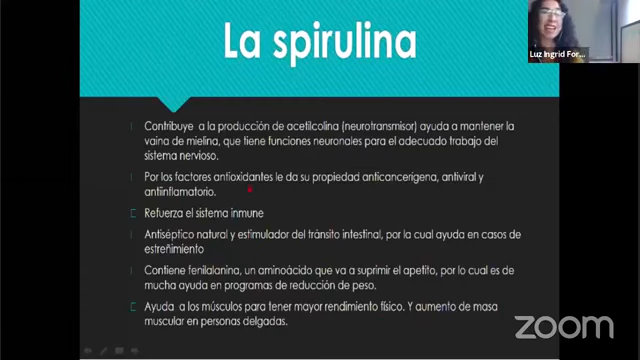 La spirulina
Luz Ingrid For...
Contribuye a la producción de acetilcolina (neurotransmisor) ayuda a mantener la
vaina de mielina, que tiene funciones neuronales para el adecuado trabajo del
sistema nervioso.
Por los factores antioxidantes le da su propiedad anticancerigena, antiviral y
antiinflamatorio.
Refuerza el sistema inmune
Antiséptico natural y estimulador del tránsito intestinal, por la cual ayuda en casos de
estreñimiento
Contiene fenilalanina, un aminoácido que va a suprimir el apetito, por lo cual es de
mucha ayuda en programas de reducción de peso.
Ayuda a los músculos para tener mayor rendimiento físico. Y aumento de masa
muscular en personas delgadas.
zoom